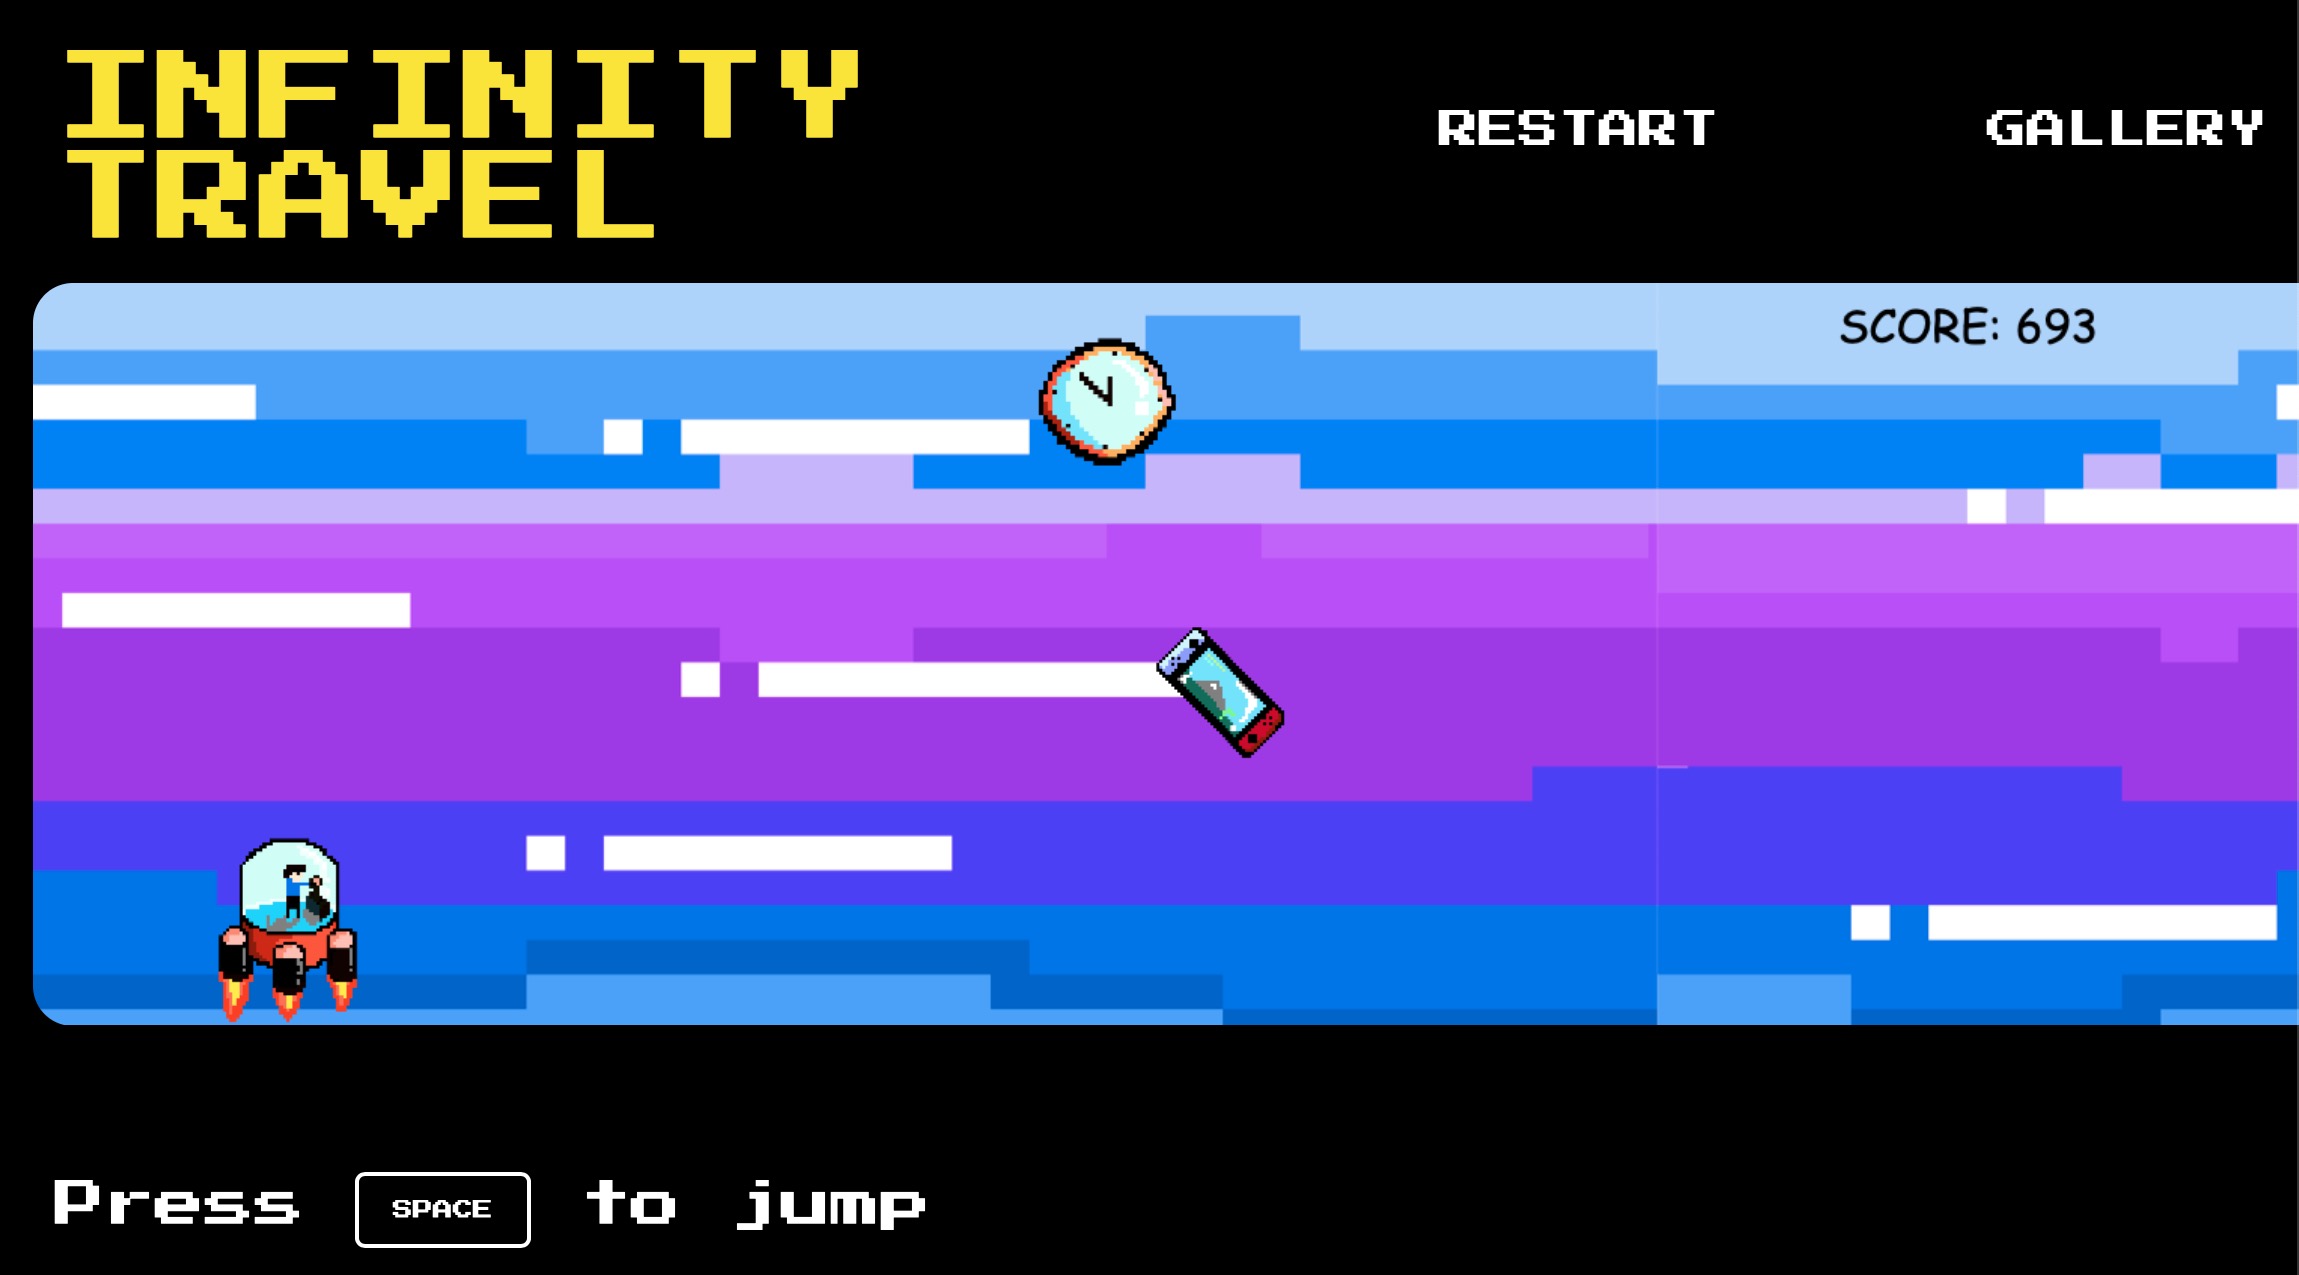 INFINITY
TRAVEL
RESTART
GALLERY
SCORE: 693
Press SPACE to jump